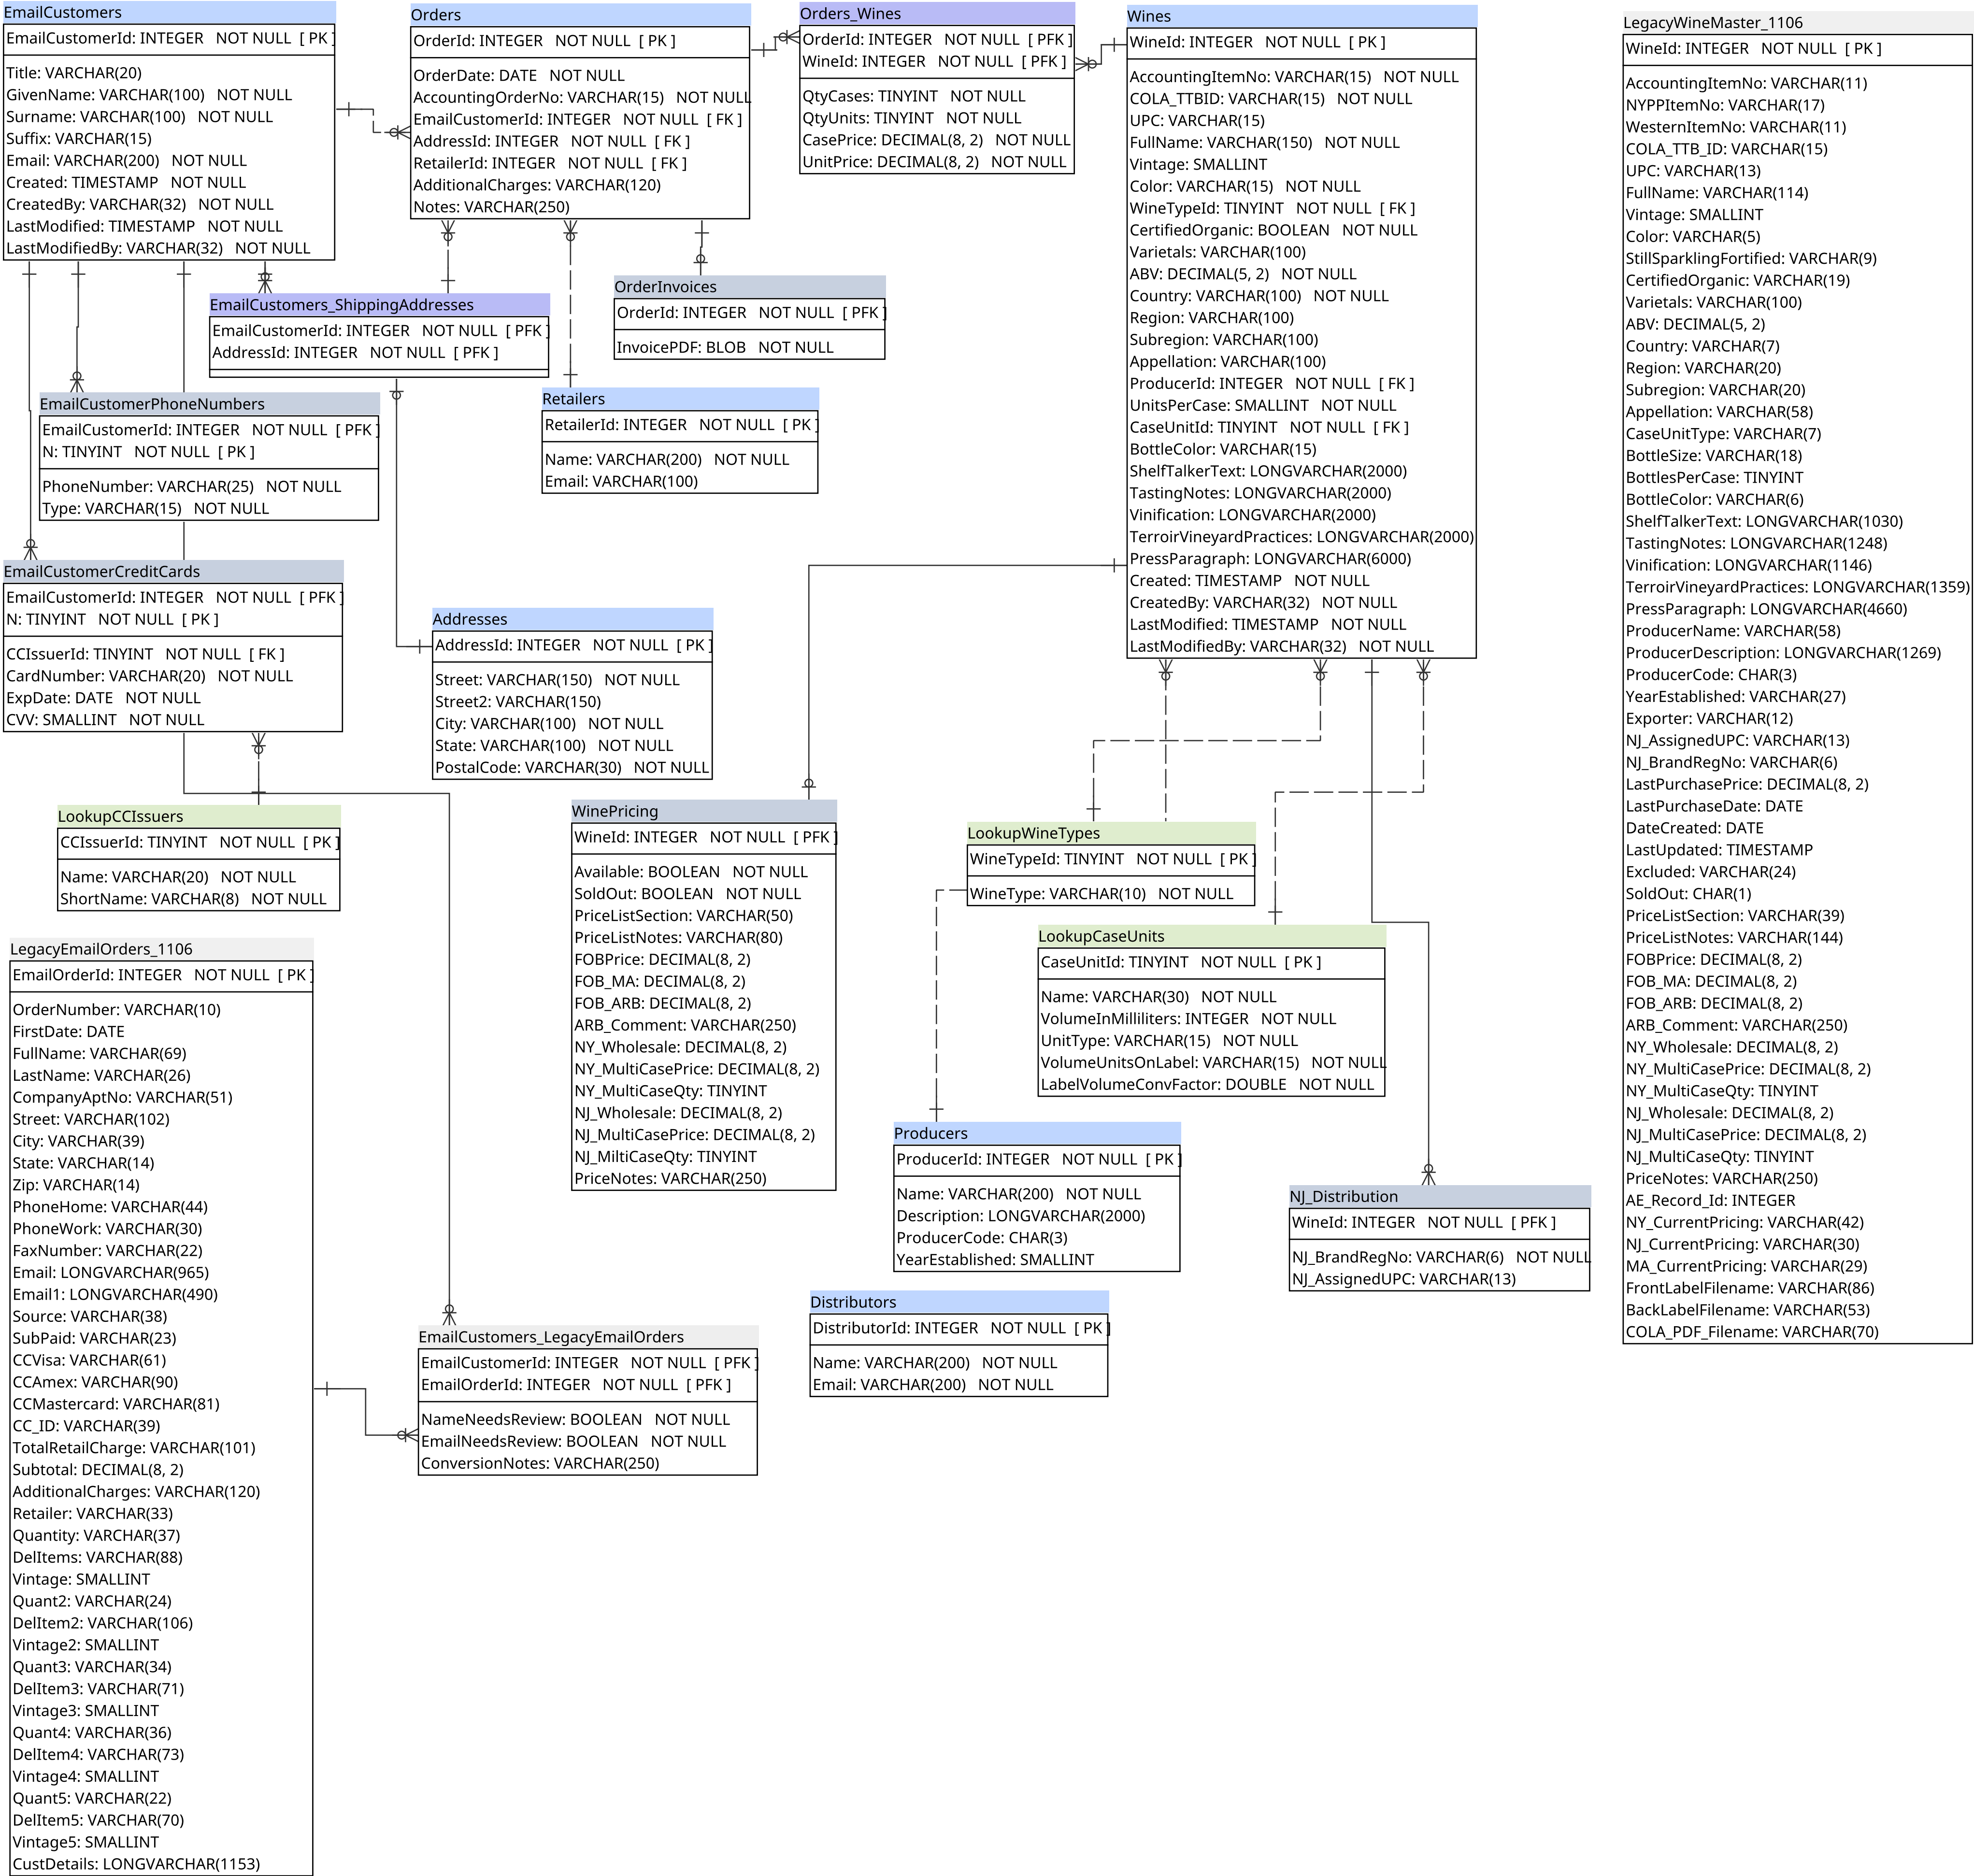 EmailCustomers
EmailCustomerId: INTEGER   NOT NULL  [ PK ]
Title: VARCHAR(20)
GivenName: VARCHAR(100)   NOT NULL
Surname: VARCHAR(100)   NOT NULL
Suffix: VARCHAR(15)
Email: VARCHAR(200)   NOT NULL
Created: TIMESTAMP   NOT NULL
CreatedBy: VARCHAR(32)   NOT NULL
LastModified: TIMESTAMP   NOT NULL
LastModifiedBy: VARCHAR(32)   NOT NULL
Orders
OrderId: INTEGER   NOT NULL  [ PK ]
OrderDate: DATE   NOT NULL
AccountingOrderNo: VARCHAR(15)   NOT NULL
EmailCustomerId: INTEGER   NOT NULL  [ FK ]
AddressId: INTEGER   NOT NULL  [ FK ]
RetailerId: INTEGER   NOT NULL  [ FK ]
AdditionalCharges: VARCHAR(120)
Notes: VARCHAR(250)
Orders_Wines
OrderId: INTEGER   NOT NULL  [ PFK ]
WineId: INTEGER   NOT NULL  [ PFK ]
QtyCases: TINYINT   NOT NULL
QtyUnits: TINYINT   NOT NULL
CasePrice: DECIMAL(8, 2)   NOT NULL
UnitPrice: DECIMAL(8, 2)   NOT NULL
Wines
WineId: INTEGER   NOT NULL  [ PK ]
AccountingItemNo: VARCHAR(15)   NOT NULL
COLA_TTBID: VARCHAR(15)   NOT NULL
UPC: VARCHAR(15)
FullName: VARCHAR(150)   NOT NULL
Vintage: SMALLINT
Color: VARCHAR(15)   NOT NULL
WineTypeId: TINYINT   NOT NULL  [ FK ]
CertifiedOrganic: BOOLEAN   NOT NULL
Varietals: VARCHAR(100)
ABV: DECIMAL(5, 2)   NOT NULL
Country: VARCHAR(100)   NOT NULL
Region: VARCHAR(100)
Subregion: VARCHAR(100)
Appellation: VARCHAR(100)
ProducerId: INTEGER   NOT NULL  [ FK ]
UnitsPerCase: SMALLINT   NOT NULL
CaseUnitId: TINYINT   NOT NULL  [ FK ]
BottleColor: VARCHAR(15)
ShelfTalkerText: LONGVARCHAR(2000)
TastingNotes: LONGVARCHAR(2000)
Vinification: LONGVARCHAR(2000)
TerroirVineyardPractices: LONGVARCHAR(2000)
PressParagraph: LONGVARCHAR(6000)
Created: TIMESTAMP   NOT NULL
CreatedBy: VARCHAR(32)   NOT NULL
LastModified: TIMESTAMP   NOT NULL
LastModifiedBy: VARCHAR(32)   NOT NULL
LegacyWineMaster_1106
WineId: INTEGER   NOT NULL  [ PK ]
AccountingItemNo: VARCHAR(11)
NYPPItemNo: VARCHAR(17)
WesternItemNo: VARCHAR(11)
COLA_TTB_ID: VARCHAR(15)
UPC: VARCHAR(13)
FullName: VARCHAR(114)
Vintage: SMALLINT
Color: VARCHAR(5)
StillSparklingFortified: VARCHAR(9)
CertifiedOrganic: VARCHAR(19)
Varietals: VARCHAR(100)
ABV: DECIMAL(5, 2)
Country: VARCHAR(7)
Region: VARCHAR(20)
Subregion: VARCHAR(20)
Appellation: VARCHAR(58)
CaseUnitType: VARCHAR(7)
BottleSize: VARCHAR(18)
BottlesPerCase: TINYINT
BottleColor: VARCHAR(6)
ShelfTalkerText: LONGVARCHAR(1030)
TastingNotes: LONGVARCHAR(1248)
Vinification: LONGVARCHAR(1146)
TerroirVineyardPractices: LONGVARCHAR(1359)
PressParagraph: LONGVARCHAR(4660)
ProducerName: VARCHAR(58)
ProducerDescription: LONGVARCHAR(1269)
ProducerCode: CHAR(3)
YearEstablished: VARCHAR(27)
Exporter: VARCHAR(12)
NJ_AssignedUPC: VARCHAR(13)
NJ_BrandRegNo: VARCHAR(6)
LastPurchasePrice: DECIMAL(8, 2)
LastPurchaseDate: DATE
DateCreated: DATE
LastUpdated: TIMESTAMP
Excluded: VARCHAR(24)
SoldOut: CHAR(1)
PriceListSection: VARCHAR(39)
PriceListNotes: VARCHAR(144)
FOBPrice: DECIMAL(8, 2)
FOB_MA: DECIMAL(8, 2)
FOB_ARB: DECIMAL(8, 2)
ARB_Comment: VARCHAR(250)
NY_Wholesale: DECIMAL(8, 2)
NY_MultiCasePrice: DECIMAL(8, 2)
NY_MultiCaseQty: TINYINT
NJ_Wholesale: DECIMAL(8, 2)
NJ_MultiCasePrice: DECIMAL(8, 2)
NJ_MultiCaseQty: TINYINT
PriceNotes: VARCHAR(250)
AE_Record_Id: INTEGER
NY_CurrentPricing: VARCHAR(42)
NJ_CurrentPricing: VARCHAR(30)
MA_CurrentPricing: VARCHAR(29)
FrontLabelFilename: VARCHAR(86)
BackLabelFilename: VARCHAR(53)
COLA_PDF_Filename: VARCHAR(70)
EmailCustomers_ShippingAddresses
EmailCustomerId: INTEGER   NOT NULL  [ PFK ]
AddressId: INTEGER   NOT NULL  [ PFK ]
OrderInvoices
OrderId: INTEGER   NOT NULL  [ PFK ]
InvoicePDF: BLOB   NOT NULL
EmailCustomerPhoneNumbers
EmailCustomerId: INTEGER   NOT NULL  [ PFK ]
N: TINYINT   NOT NULL  [ PK ]
PhoneNumber: VARCHAR(25)   NOT NULL
Type: VARCHAR(15)   NOT NULL
Retailers
RetailerId: INTEGER   NOT NULL  [ PK ]
Name: VARCHAR(200)   NOT NULL
Email: VARCHAR(100)
EmailCustomerCreditCards
EmailCustomerId: INTEGER   NOT NULL  [ PFK ]
N: TINYINT   NOT NULL  [ PK ]
CCIssuerId: TINYINT   NOT NULL  [ FK ]
CardNumber: VARCHAR(20)   NOT NULL
ExpDate: DATE   NOT NULL
CVV: SMALLINT   NOT NULL
Addresses
AddressId: INTEGER   NOT NULL  [ PK ]
Street: VARCHAR(150)   NOT NULL
Street2: VARCHAR(150)
City: VARCHAR(100)   NOT NULL
State: VARCHAR(100)   NOT NULL
PostalCode: VARCHAR(30)   NOT NULL
LookupCCIssuers
CCIssuerId: TINYINT   NOT NULL  [ PK ]
Name: VARCHAR(20)   NOT NULL
ShortName: VARCHAR(8)   NOT NULL
WinePricing
WineId: INTEGER   NOT NULL  [ PFK ]
Available: BOOLEAN   NOT NULL
SoldOut: BOOLEAN   NOT NULL
PriceListSection: VARCHAR(50)
PriceListNotes: VARCHAR(80)
FOBPrice: DECIMAL(8, 2)
FOB_MA: DECIMAL(8, 2)
FOB_ARB: DECIMAL(8, 2)
ARB_Comment: VARCHAR(250)
NY_Wholesale: DECIMAL(8, 2)
NY_MultiCasePrice: DECIMAL(8, 2)
NY_MultiCaseQty: TINYINT
NJ_Wholesale: DECIMAL(8, 2)
NJ_MultiCasePrice: DECIMAL(8, 2)
NJ_MiltiCaseQty: TINYINT
PriceNotes: VARCHAR(250)
LookupWineTypes
WineTypeId: TINYINT   NOT NULL  [ PK ]
WineType: VARCHAR(10)   NOT NULL
LookupCaseUnits
CaseUnitId: TINYINT   NOT NULL  [ PK ]
Name: VARCHAR(30)   NOT NULL
VolumeInMilliliters: INTEGER   NOT NULL
UnitType: VARCHAR(15)   NOT NULL
VolumeUnitsOnLabel: VARCHAR(15)   NOT NULL
LabelVolumeConvFactor: DOUBLE   NOT NULL
Producers
ProducerId: INTEGER   NOT NULL  [ PK ]
Name: VARCHAR(200)   NOT NULL
Description: LONGVARCHAR(2000)
ProducerCode: CHAR(3)
YearEstablished: SMALLINT
NJ_Distribution
WineId: INTEGER   NOT NULL  [ PFK ]
NJ_BrandRegNo: VARCHAR(6)   NOT NULL
NJ_AssignedUPC: VARCHAR(13)
Distributors
DistributorId: INTEGER   NOT NULL  [ PK ]
Name: VARCHAR(200)   NOT NULL
Email: VARCHAR(200)   NOT NULL
LegacyEmailOrders_1106
EmailOrderId: INTEGER   NOT NULL  [ PK ]
OrderNumber: VARCHAR(10)
FirstDate: DATE
FullName: VARCHAR(69)
LastName: VARCHAR(26)
CompanyAptNo: VARCHAR(51)
Street: VARCHAR(102)
City: VARCHAR(39)
State: VARCHAR(14)
Zip: VARCHAR(14)
PhoneHome: VARCHAR(44)
PhoneWork: VARCHAR(30)
FaxNumber: VARCHAR(22)
Email: LONGVARCHAR(965)
Email1: LONGVARCHAR(490)
Source: VARCHAR(38)
SubPaid: VARCHAR(23)
CCVisa: VARCHAR(61)
CCAmex: VARCHAR(90)
CCMastercard: VARCHAR(81)
CC_ID: VARCHAR(39)
TotalRetailCharge: VARCHAR(101)
Subtotal: DECIMAL(8, 2)
AdditionalCharges: VARCHAR(120)
Retailer: VARCHAR(33)
Quantity: VARCHAR(37)
DelItems: VARCHAR(88)
Vintage: SMALLINT
Quant2: VARCHAR(24)
DelItem2: VARCHAR(106)
Vintage2: SMALLINT
Quant3: VARCHAR(34)
DelItem3: VARCHAR(71)
Vintage3: SMALLINT
Quant4: VARCHAR(36)
DelItem4: VARCHAR(73)
Vintage4: SMALLINT
Quant5: VARCHAR(22)
DelItem5: VARCHAR(70)
Vintage5: SMALLINT
CustDetails: LONGVARCHAR(1153)
EmailCustomers_LegacyEmailOrders
EmailCustomerId: INTEGER   NOT NULL  [ PFK ]
EmailOrderId: INTEGER   NOT NULL  [ PFK ]
NameNeedsReview: BOOLEAN   NOT NULL
EmailNeedsReview: BOOLEAN   NOT NULL
ConversionNotes: VARCHAR(250)